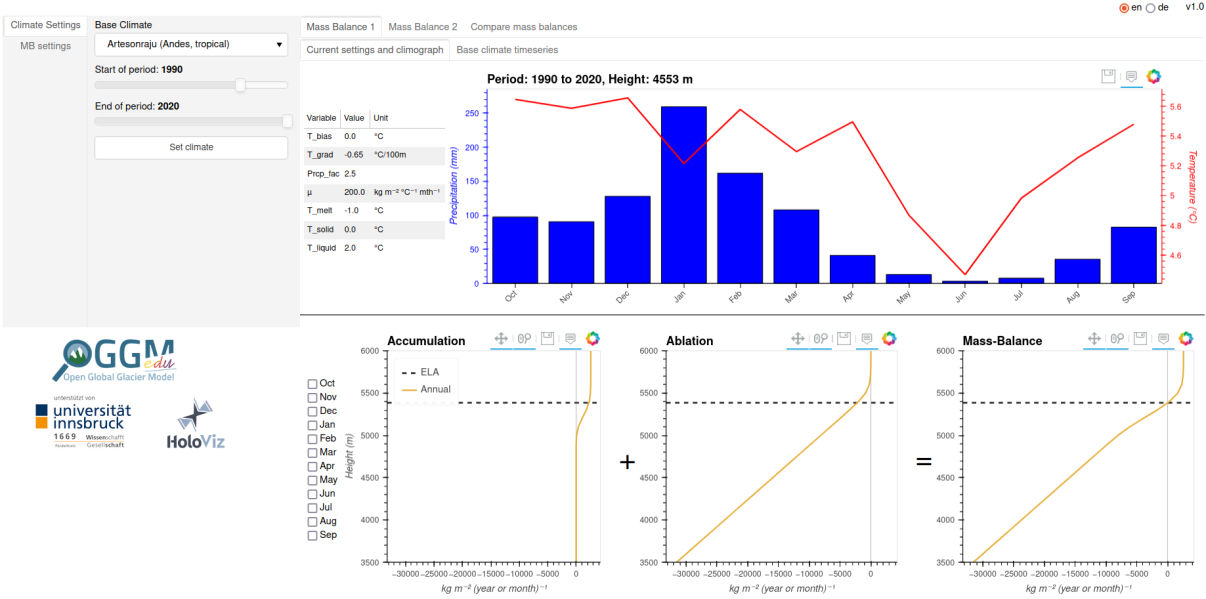 en de v1.0
Climate Settings
MB settings
Base Climate
Artesonraju (Andes, tropical)
Start of period: 1990
End of period: 2020
Set climate
Mass Balance 1 Mass Balance 2 Compare mass balances
Current settings and climograph Base climate timeseries
Variable Value Unit
T_bias 0.0 °C
T_grad -0.65 °C/100m
Prcp_fac 2.5
μ 200.0 kg m⁻² °C⁻¹ mth⁻¹
T_melt -1.0 °C
T_solid 0.0 °C
T_liquid 2.0 °C
Period: 1990 to 2020, Height: 4553 m
Precipitation (mm)
250
200
150
100
50
0
Oct Nov Dec Jan Feb Mar Apr May Jun Jul Aug Sep
5.6
5.4
5.2
5
4.8
4.6
Temperature (°C)
OGGM
edu
Open Global Glacier Model
unterstützt von
universität
innsbruck
1669 Wissenschafft
Gesellschaft
HoloViz
Oct
Nov
Dec
Jan
Feb
Mar
Apr
May
Jun
Jul
Aug
Sep
Accumulation
Height (m)
6000
5500
5000
4500
4000
3500
ELA
Annual
−30000 −25000 −20000 −15000 −10000 −5000 0
kg m⁻² (year or month)⁻¹
+
Ablation
6000
5500
5000
4500
4000
3500
−30000 −25000 −20000 −15000 −10000 −5000 0
kg m⁻² (year or month)⁻¹
=
Mass-Balance
6000
5500
5000
4500
4000
3500
−30000 −25000 −20000 −15000 −10000 −5000 0
kg m⁻² (year or month)⁻¹